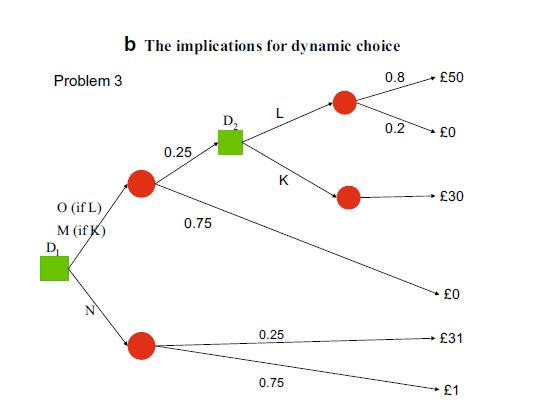 b The implications for dynamic choice
Problem 3
0.8
£50
L
D2
0.2
£0
0.25
K
£30
O (if L)
0.75
M (if K)
D1
£0
N
0.25
£31
0.75
£1